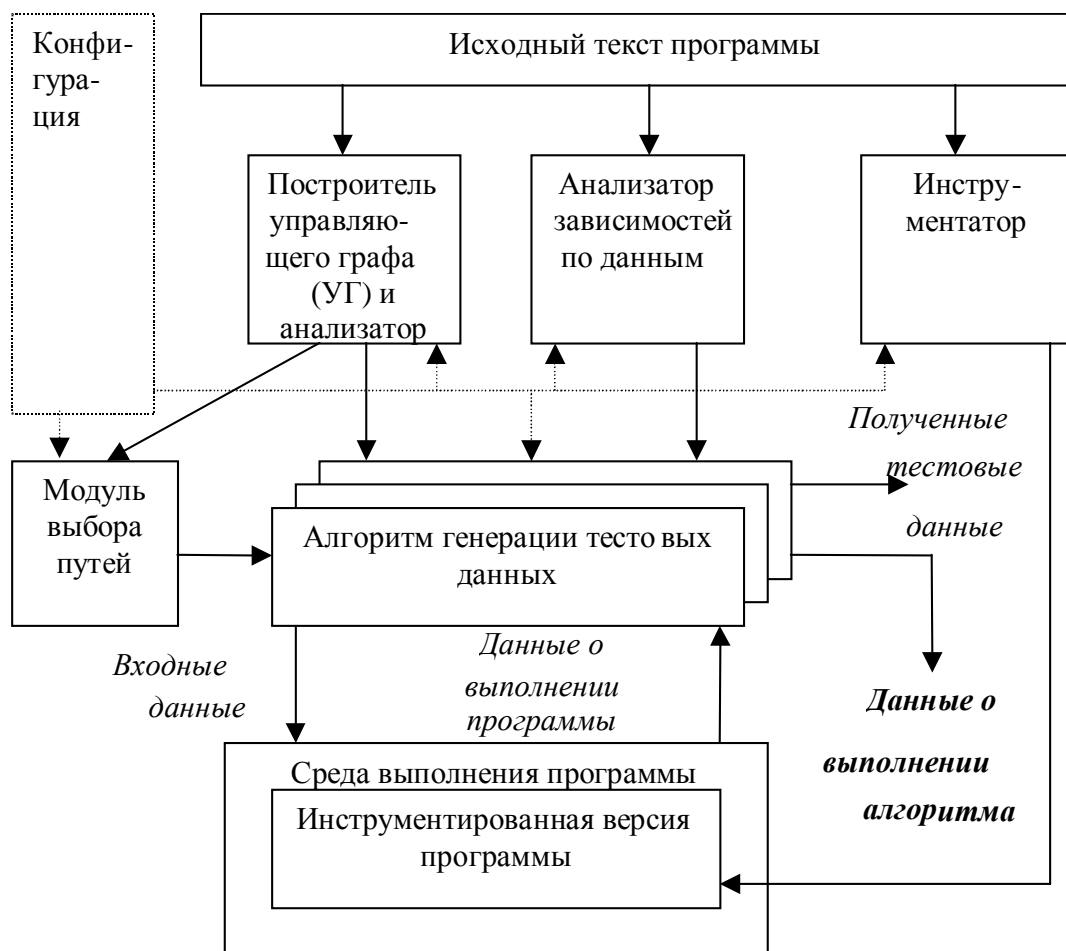 Конфи-
гура-
ция
Исходный текст программы
Построитель
управляю-
щего графа
(УГ) и
анализатор
Анализатор
зависимостей
по данным
Инстру-
ментатор
Полученные
тестовые
данные
Модуль
выбора
путей
Алгоритм генерации тесто вых
данных
Входные
данные
Данные о
выполнении
программы
Данные о
выполнении
алгоритма
Среда выполнения программы
Инструментированная версия
программы